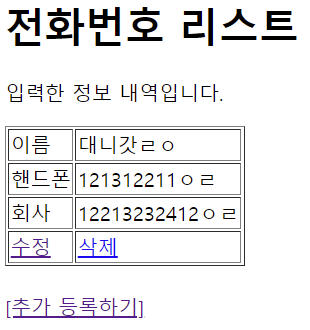 전화번호 리스트
입력한 정보 내역입니다.
이름 대니갓ㄹㅇ
핸드폰 121312211ㅇㄹ
회사 12213232412ㅇㄹ
수정 삭제
[추가 등록하기]